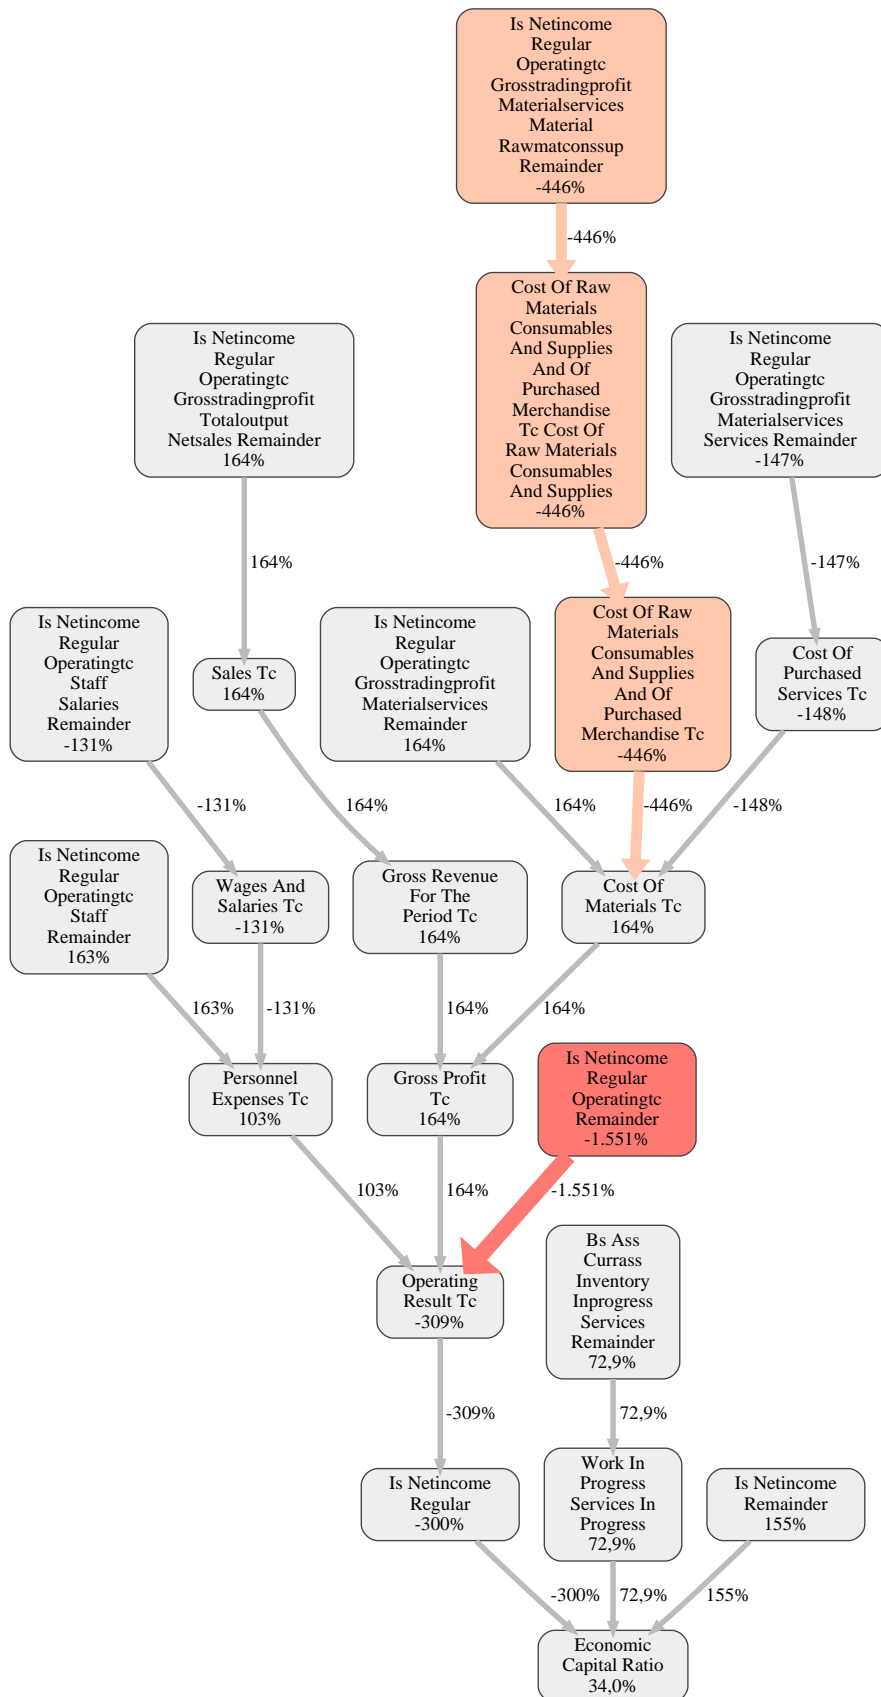 Is Netincome
Regular
Operatingtc
Grosstradingprofit
Materialservices
Material
Rawmatconssup
Remainder
-446%
-446%
Cost Of Raw
Materials
Consumables
And Supplies
And Of
Purchased
Merchandise
Tc Cost Of
Raw Materials
Consumables
And Supplies
-446%
Is Netincome
Regular
Operatingtc
Grosstradingprofit
Totaloutput
Netsales Remainder
164%
Is Netincome
Regular
Operatingtc
Grosstradingprofit
Materialservices
Services Remainder
-147%
164%
-446%
-147%
Is Netincome
Regular
Operatingtc
Staff
Salaries
Remainder
-131%
Sales Tc
164%
Is Netincome
Regular
Operatingtc
Grosstradingprofit
Materialservices
Remainder
164%
Cost Of Raw
Materials
Consumables
And Supplies
And Of
Purchased
Merchandise Tc
-446%
Cost Of
Purchased
Services Tc
-148%
-131%
164%
164%
-446%
-148%
Is Netincome
Regular
Operatingtc
Staff
Remainder
163%
Wages And
Salaries Tc
-131%
Gross Revenue
For The
Period Tc
164%
Cost Of
Materials Tc
164%
163%
-131%
164%
164%
Personnel
Expenses Tc
103%
Gross Profit
Tc
164%
Is Netincome
Regular
Operatingtc
Remainder
-1.551%
103%
164%
-1.551%
Operating
Result Tc
-309%
Bs Ass
Currass
Inventory
Inprogress
Services
Remainder
72,9%
-309%
72,9%
Is Netincome
Regular
-300%
Work In
Progress
Services In
Progress
72,9%
Is Netincome
Remainder
155%
-300%
72,9%
155%
Economic
Capital Ratio
34,0%